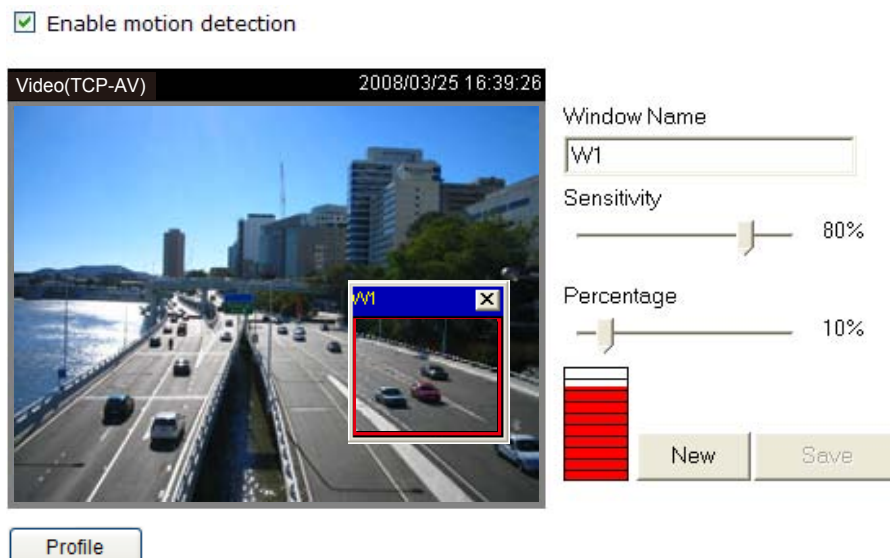 Enable motion detection
Video(TCP-AV) 2008/03/25 16:39:26
Window Name
W1
Sensitivity
80%
W1
Percentage
10%
New Save
Profile